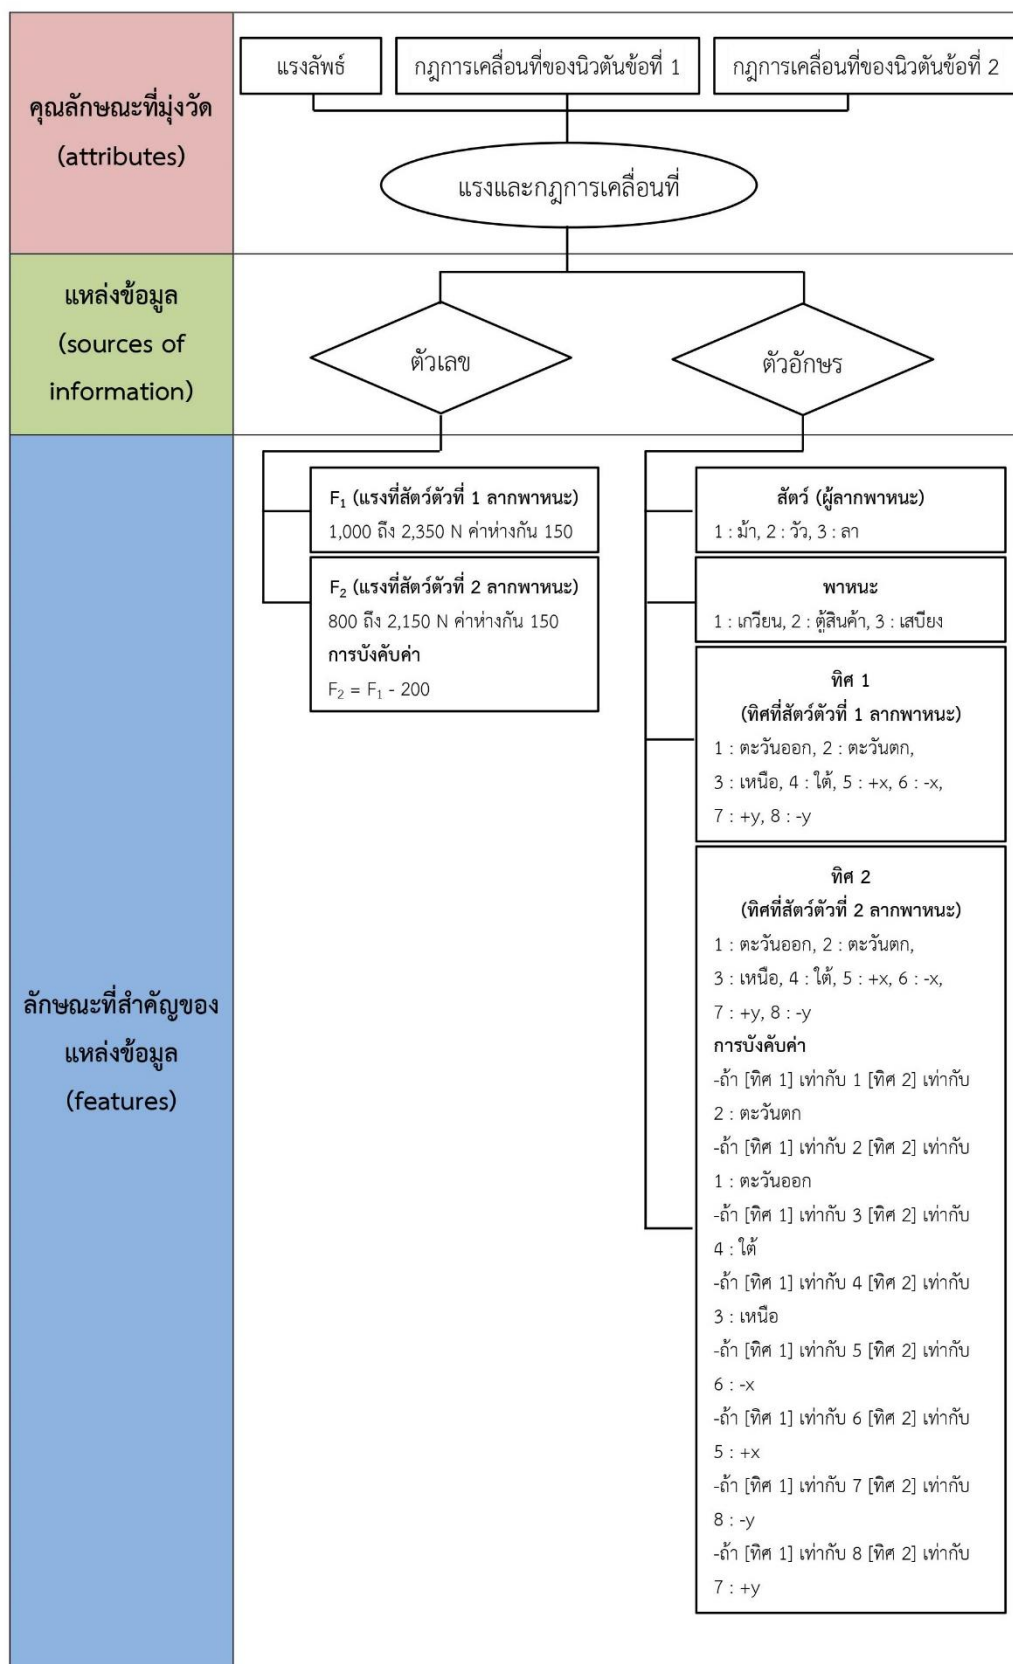 คุณลักษณะที่มุ่งวัด
(attributes)
แรงลัพธ์
กฎการเคลื่อนที่ของนิวตันข้อที่ 1
กฎการเคลื่อนที่ของนิวตันข้อที่ 2
แรงและกฎการเคลื่อนที่
แหล่งข้อมูล
(sources of
information)
ตัวเลข
ตัวอักษร
ลักษณะที่สำคัญของ
แหล่งข้อมูล
(features)
F₁ (แรงที่สัตว์ตัวที่ 1 ลากพาหนะ)
1,000 ถึง 2,350 N ค่าห่างกัน 150
F₂ (แรงที่สัตว์ตัวที่ 2 ลากพาหนะ)
800 ถึง 2,150 N ค่าห่างกัน 150
การบังคับค่า
F₂ = F₁ - 200
สัตว์ (ผู้ลากพาหนะ)
1 : ม้า, 2 : วัว, 3 : ลา
พาหนะ
1 : เกวียน, 2 : ตู้สินค้า, 3 : เสบียง
ทิศ 1
(ทิศที่สัตว์ตัวที่ 1 ลากพาหนะ)
1 : ตะวันออก, 2 : ตะวันตก,
3 : เหนือ, 4 : ใต้, 5 : +x, 6 : -x,
7 : +y, 8 : -y
ทิศ 2
(ทิศที่สัตว์ตัวที่ 2 ลากพาหนะ)
1 : ตะวันออก, 2 : ตะวันตก,
3 : เหนือ, 4 : ใต้, 5 : +x, 6 : -x,
7 : +y, 8 : -y
การบังคับค่า
-ถ้า [ทิศ 1] เท่ากับ 1 [ทิศ 2] เท่ากับ
2 : ตะวันตก
-ถ้า [ทิศ 1] เท่ากับ 2 [ทิศ 2] เท่ากับ
1 : ตะวันออก
-ถ้า [ทิศ 1] เท่ากับ 3 [ทิศ 2] เท่ากับ
4 : ใต้
-ถ้า [ทิศ 1] เท่ากับ 4 [ทิศ 2] เท่ากับ
3 : เหนือ
-ถ้า [ทิศ 1] เท่ากับ 5 [ทิศ 2] เท่ากับ
6 : -x
-ถ้า [ทิศ 1] เท่ากับ 6 [ทิศ 2] เท่ากับ
5 : +x
-ถ้า [ทิศ 1] เท่ากับ 7 [ทิศ 2] เท่ากับ
8 : -y
-ถ้า [ทิศ 1] เท่ากับ 8 [ทิศ 2] เท่ากับ
7 : +y